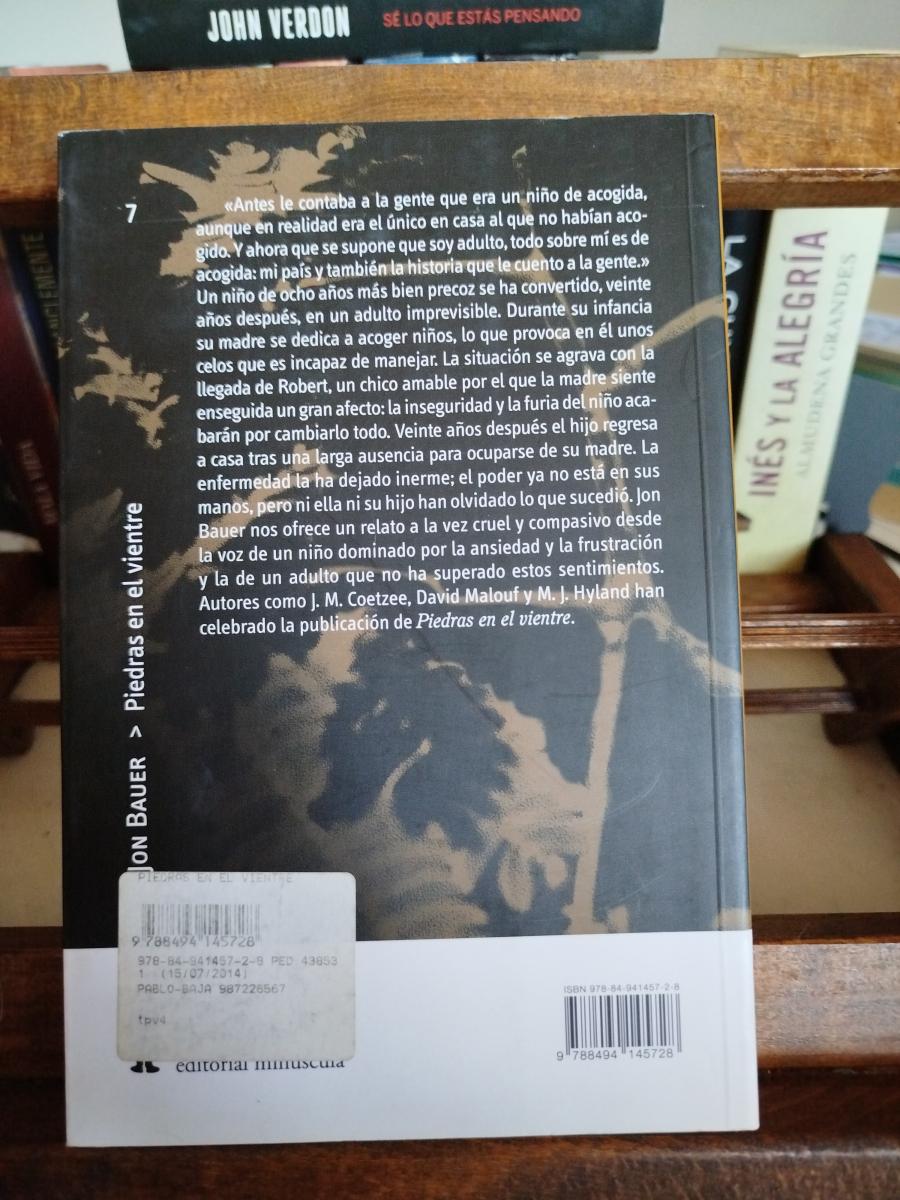 JOHN VERDON SÉ LO QUE ESTÁS PENSANDO
7
«Antes le contaba a la gente que era un niño de acogida,
aunque en realidad era el único en casa al que no habían aco-
gido. Y ahora que se supone que soy adulto, todo sobre mí es de
acogida: mi país y también la historia que le cuento a la gente.»
Un niño de ocho años más bien precoz se ha convertido, veinte
años después, en un adulto imprevisible. Durante su infancia
su madre se dedica a acoger niños, lo que provoca en él unos
celos que es incapaz de manejar. La situación se agrava con la
llegada de Robert, un chico amable por el que la madre siente
enseguida un gran afecto: la inseguridad y la furia del niño aca-
barán por cambiarlo todo. Veinte años después el hijo regresa
a casa tras una larga ausencia para ocuparse de su madre. La
enfermedad la ha dejado inerme; el poder ya no está en sus
manos, pero ni ella ni su hijo han olvidado lo que sucedió. Jon
Bauer nos ofrece un relato a la vez cruel y compasivo desde
la voz de un niño dominado por la ansiedad y la frustración
y la de un adulto que no ha superado estos sentimientos.
Autores como J. M. Coetzee, David Malouf y M. J. Hyland han
celebrado la publicación de Piedras en el vientre.
JON BAUER > Piedras en el vientre
PIEDRAS EN EL VIENTRE
9 788494 145728
978-84-941457-2-8 PED 43853
1 (15/07/2014)
PABLO-BAJA 987226567
tpv4
editorial minúscula
ISBN 978-84-941457-2-8
9 788494 145728
INÉS Y LA ALEGRÍA
ALMUDENA GRANDES